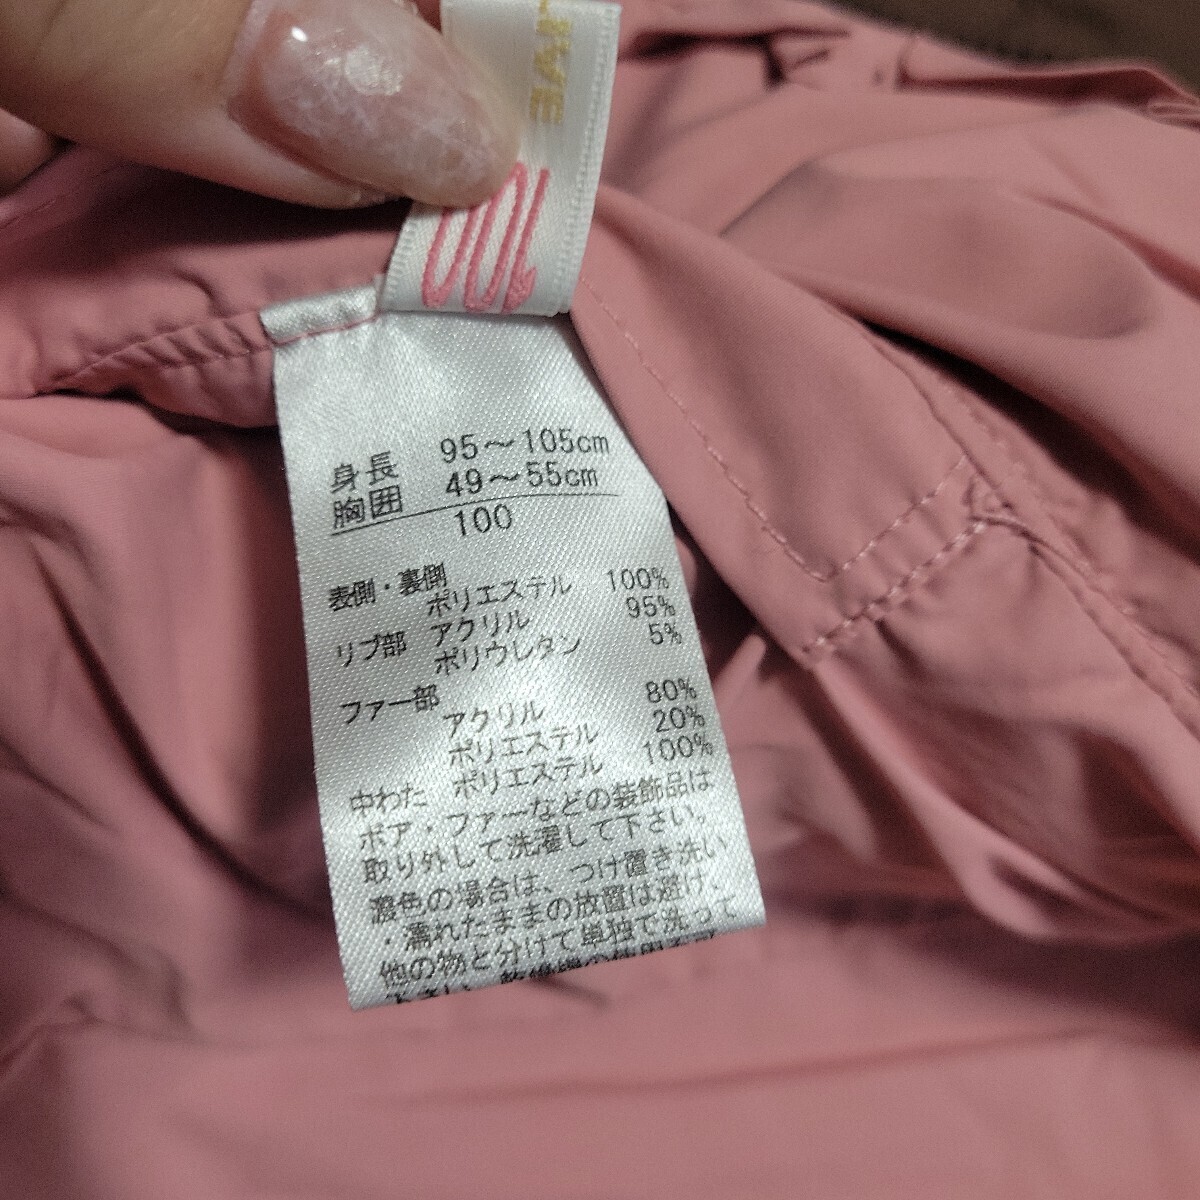 身長 95～105cm
胸囲 49～55cm
100
表側・裏側
ポリエステル 100%
リブ部 アクリル 95%
ポリウレタン 5%
ファー部
アクリル 80%
ポリエステル 20%
中わた ポリエステル 100%
ボア・ファーなどの装飾品は
取り外して洗濯して下さい。
濃色の場合は、つけ置き洗い
・濡れたままの放置は避け、
他の物と分けて単独で洗って
下さい。